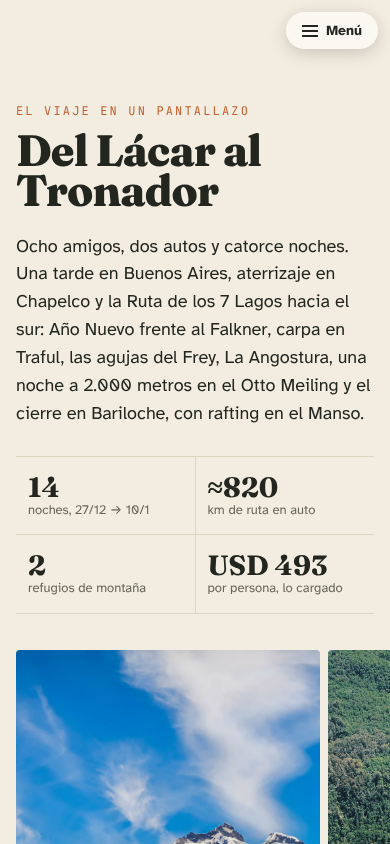 Menú
EL VIAJE EN UN PANTALLAZO
Del Lácar al
Tronador
Ocho amigos, dos autos y catorce noches.
Una tarde en Buenos Aires, aterrizaje en
Chapelco y la Ruta de los 7 Lagos hacia el
sur: Año Nuevo frente al Falkner, carpa en
Traful, las agujas del Frey, La Angostura, una
noche a 2.000 metros en el Otto Meiling y el
cierre en Bariloche, con rafting en el Manso.
14
noches, 27/12 → 10/1
≈820
km de ruta en auto
2
refugios de montaña
USD 493
por persona, lo cargado